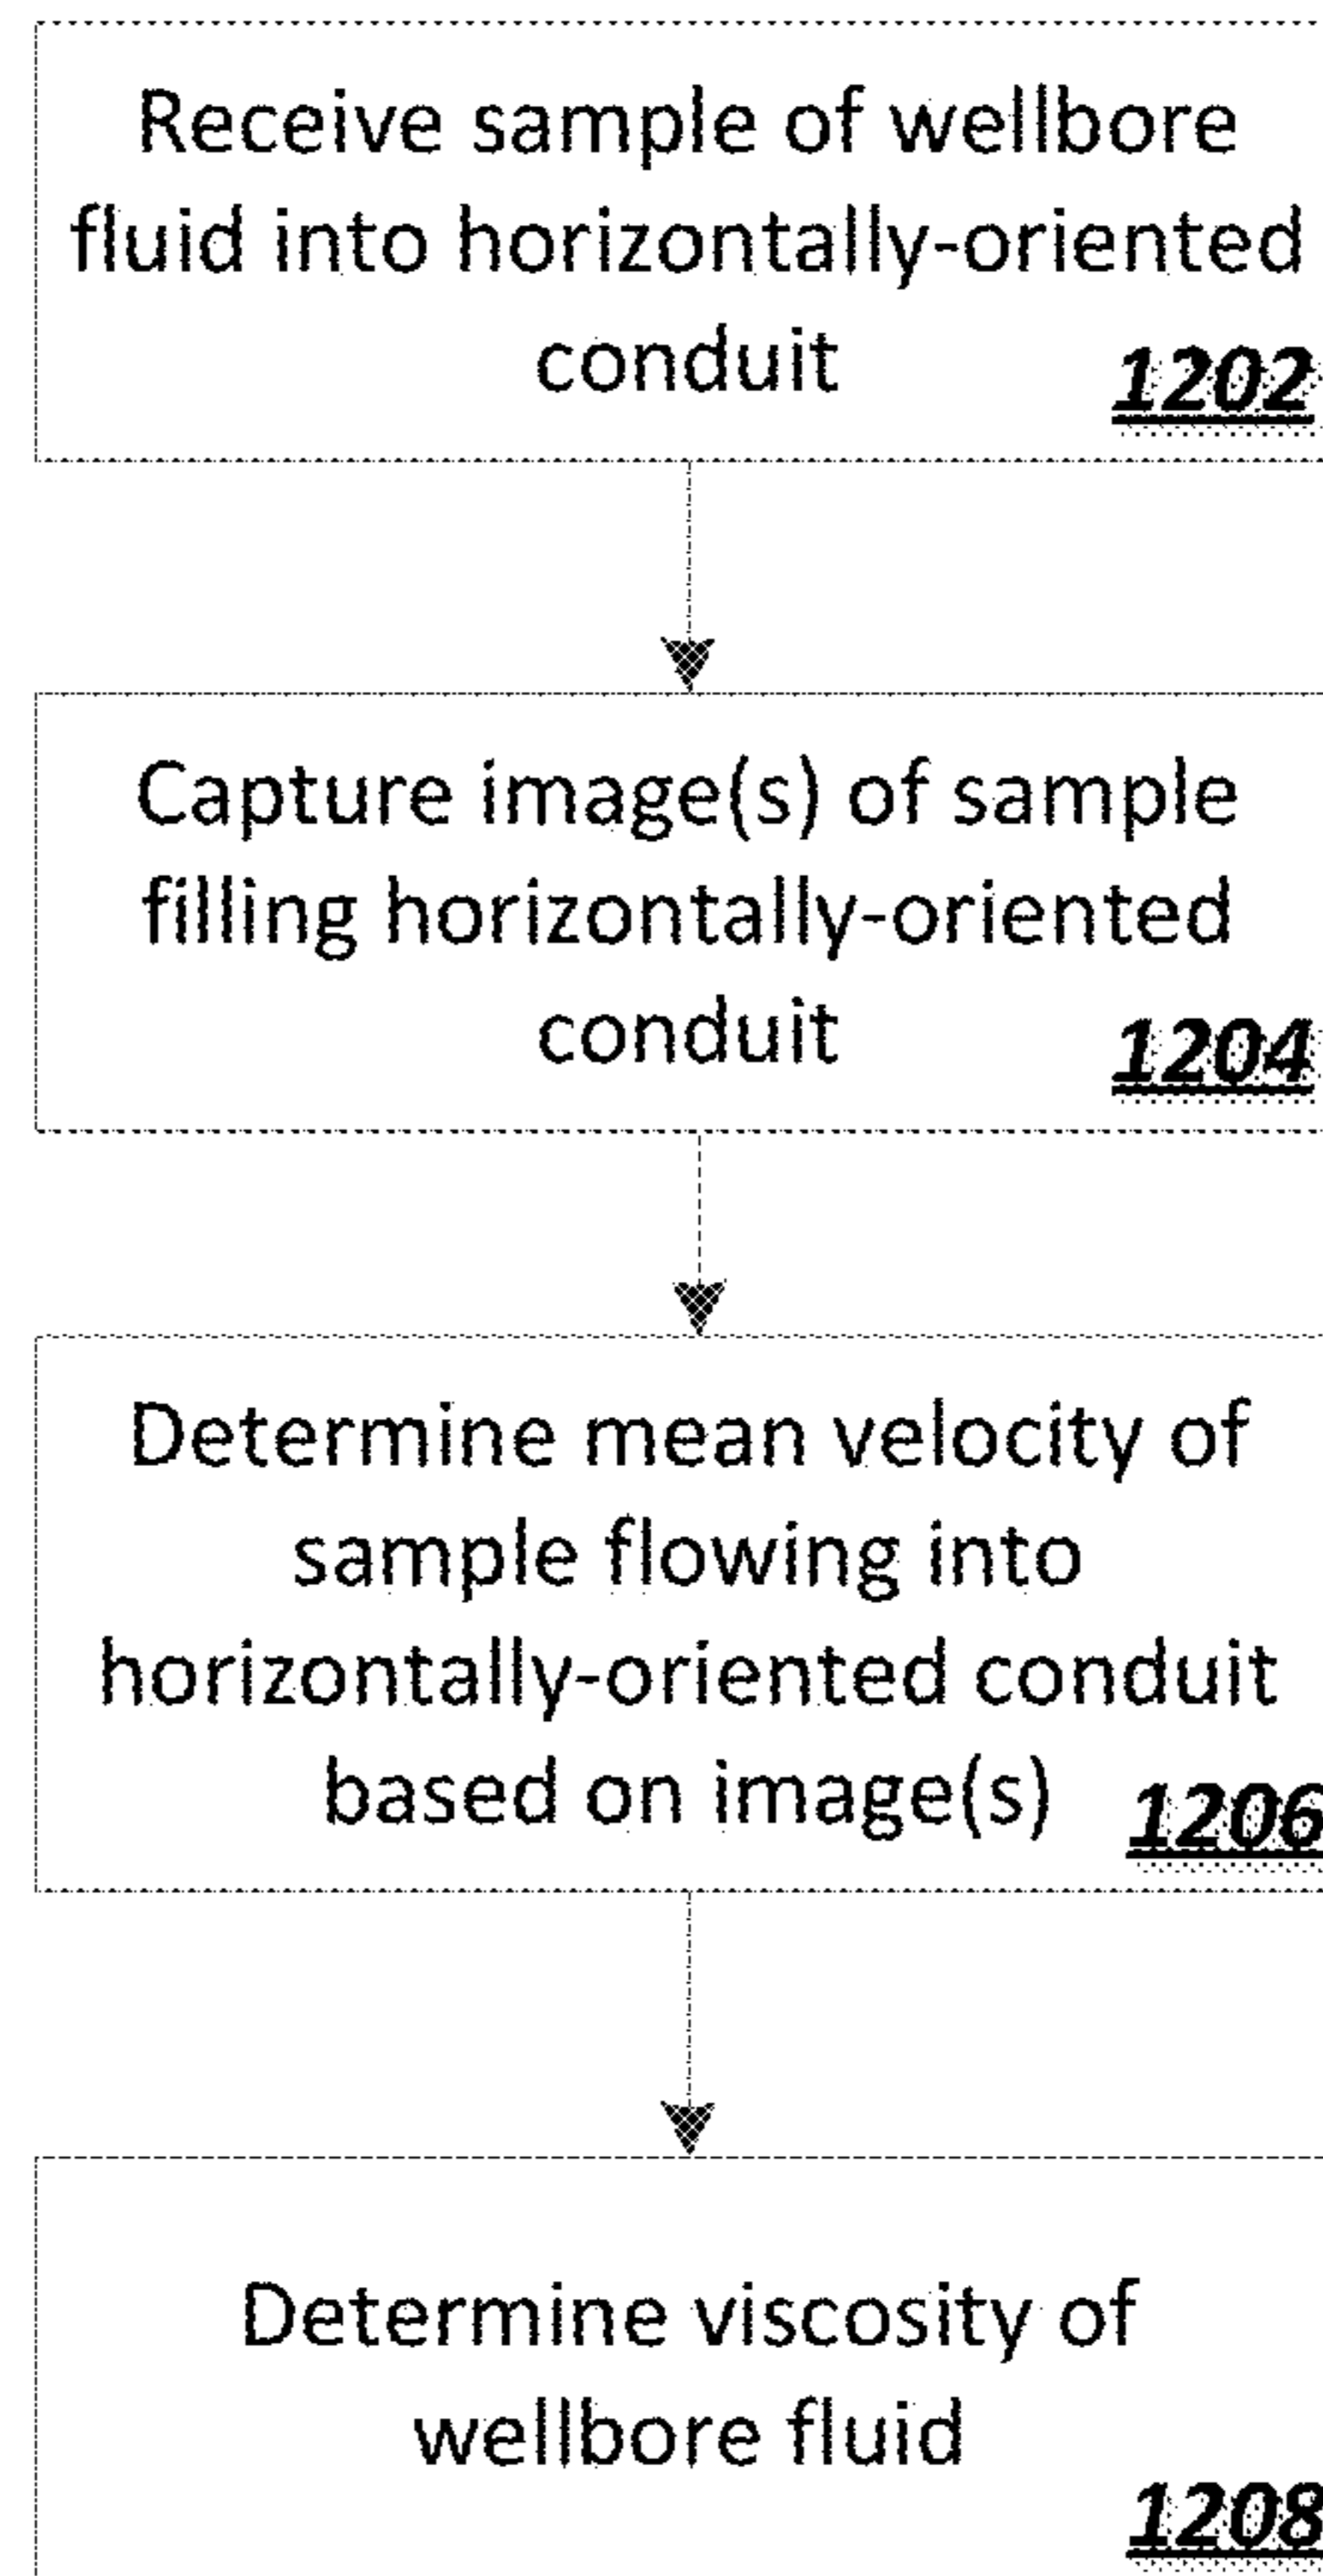 Receive sample of wellbore
fluid into horizontally-oriented
conduit 1202
Capture image(s) of sample
filling horizontally-oriented
conduit 1204
Determine mean velocity of
sample flowing into
horizontally-oriented conduit
based on image(s) 1206
Determine viscosity of
wellbore fluid
1208